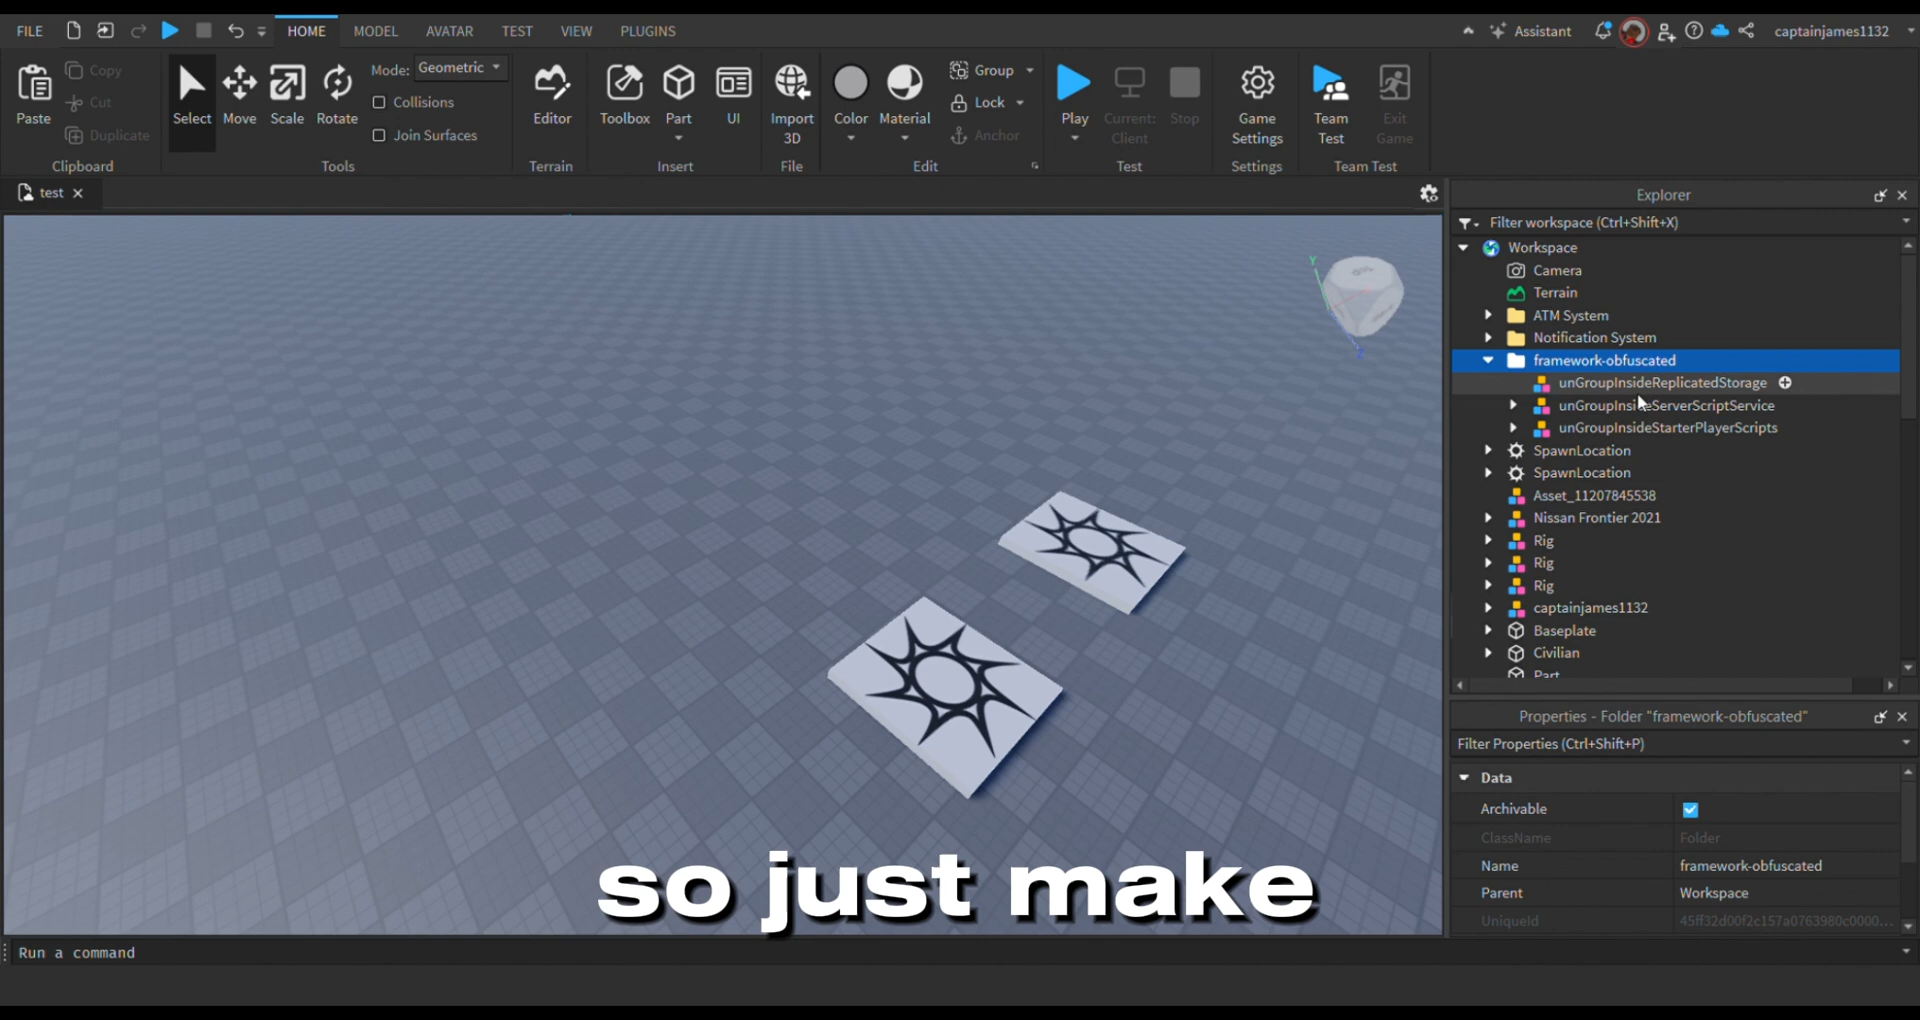 FILE HOME MODEL AVATAR TEST VIEW PLUGINS Assistant captainjames1132
Paste
Copy
Cut
Duplicate
Clipboard
Select Move Scale Rotate
Mode: Geometric
Collisions
Join Surfaces
Tools
Editor
Terrain
Toolbox Part UI
Insert
Import
3D
File
Color Material
Group
Lock
Anchor
Edit
Play Current: Stop
Client
Test
Game
Settings
Settings
Team Exit
Test Game
Team Test
test
Y
Z
so just make
Explorer
Filter workspace (Ctrl+Shift+X)
Workspace
Camera
Terrain
ATM System
Notification System
framework-obfuscated
unGroupInsideReplicatedStorage
unGroupInsideServerScriptService
unGroupInsideStarterPlayerScripts
SpawnLocation
SpawnLocation
Asset_11207845538
Nissan Frontier 2021
Rig
Rig
Rig
captainjames1132
Baseplate
Civilian
Part
Properties - Folder "framework-obfuscated"
Filter Properties (Ctrl+Shift+P)
Data
Archivable
ClassName Folder
Name framework-obfuscated
Parent Workspace
UniqueId 45ff32d00f2c157a0763980c0000...
Run a command